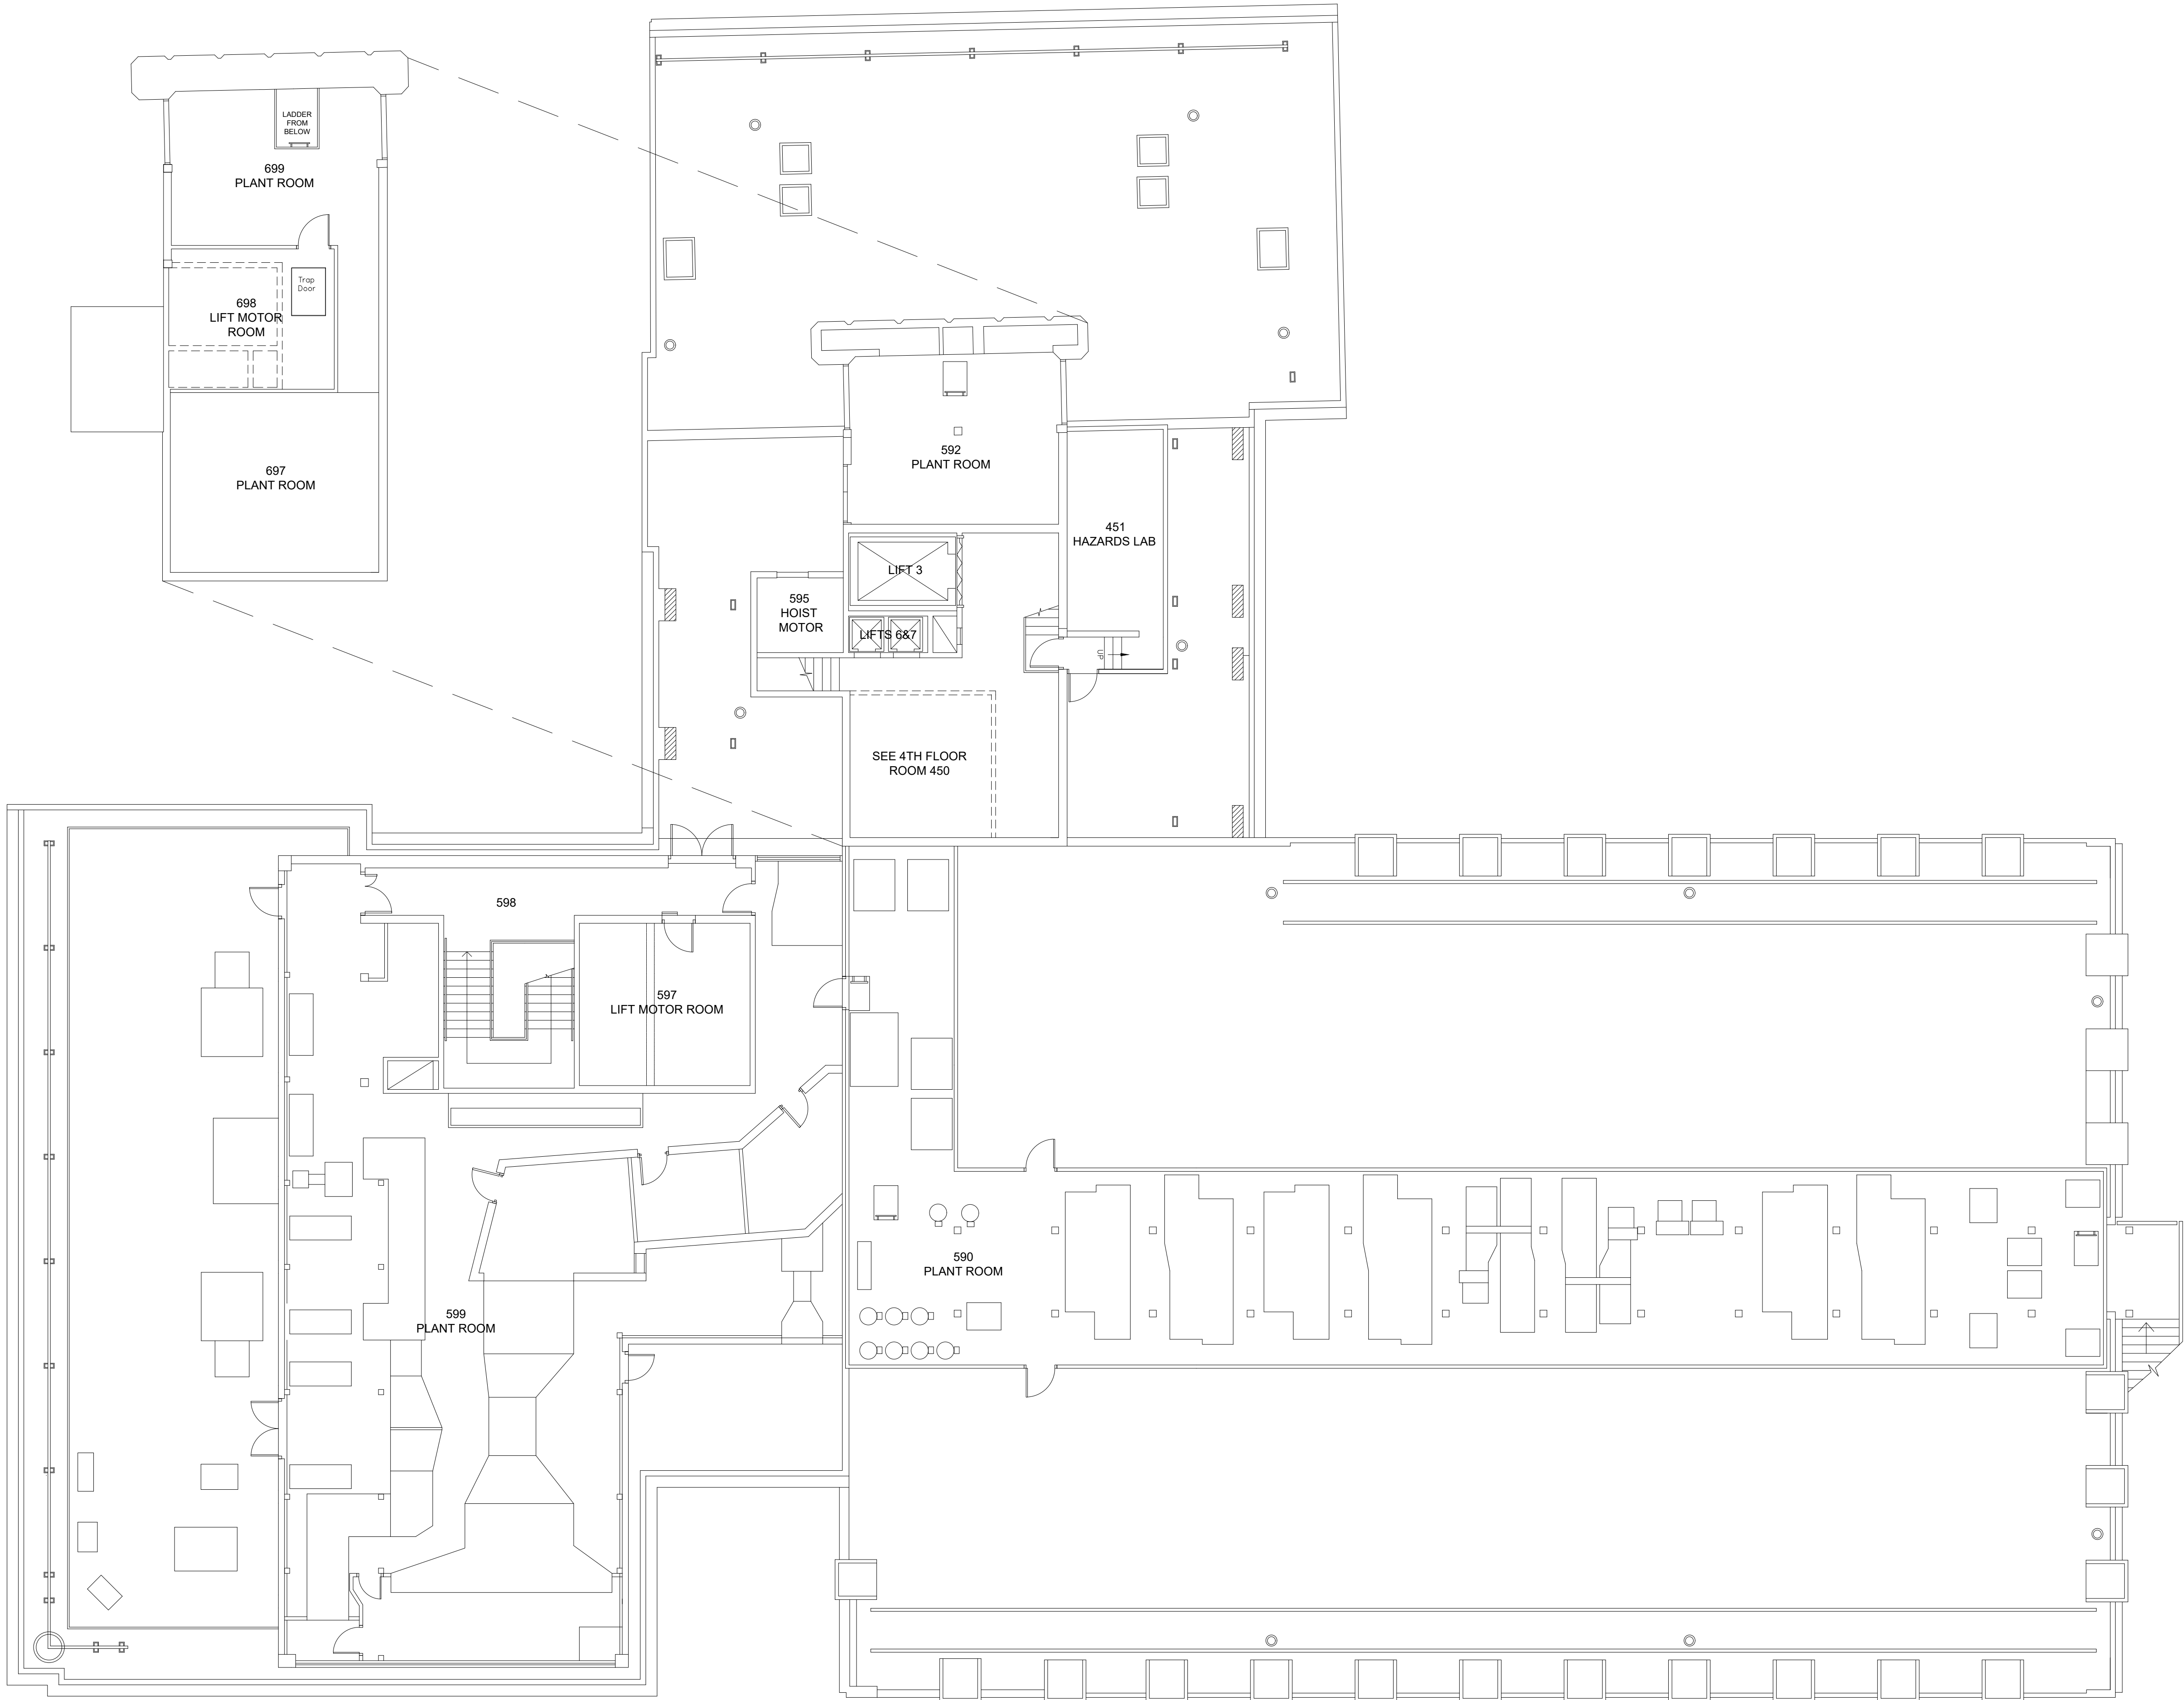 LADDER
FROM
BELOW
699
PLANT ROOM
Trap
Door
698
LIFT MOTOR
ROOM
697
PLANT ROOM
592
PLANT ROOM
451
HAZARDS LAB
LIFT 3
595
HOIST
MOTOR
LIFTS 6&7
UP
SEE 4TH FLOOR
ROOM 450
598
597
LIFT MOTOR ROOM
590
PLANT ROOM
599
PLANT ROOM